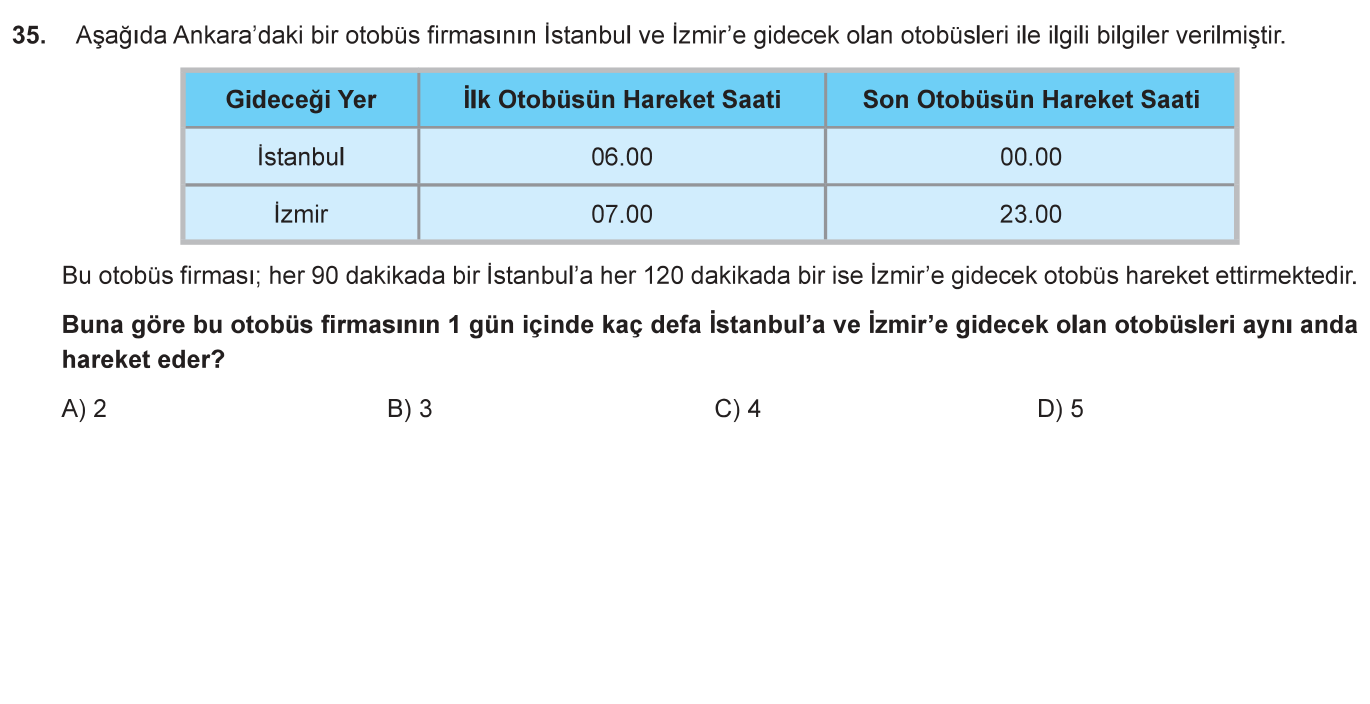 35. Aşağıda Ankara’daki bir otobüs firmasının İstanbul ve İzmir’e gidecek olan otobüsleri ile ilgili bilgiler verilmiştir.
Gideceği Yer İlk Otobüsün Hareket Saati Son Otobüsün Hareket Saati
İstanbul 06.00 00.00
İzmir 07.00 23.00
Bu otobüs firması; her 90 dakikada bir İstanbul’a her 120 dakikada bir ise İzmir’e gidecek otobüs hareket ettirmektedir.
Buna göre bu otobüs firmasının 1 gün içinde kaç defa İstanbul’a ve İzmir’e gidecek olan otobüsleri aynı anda
hareket eder?
A) 2 B) 3 C) 4 D) 5